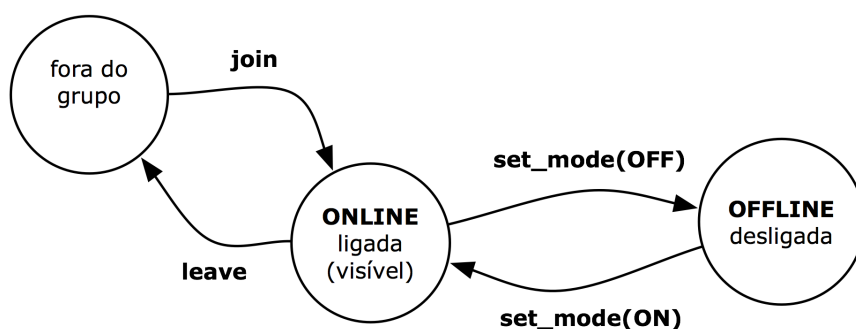 fora do
grupo
join
leave
ONLINE
ligada
(visível)
set_mode(OFF)
set_mode(ON)
OFFLINE
desligada